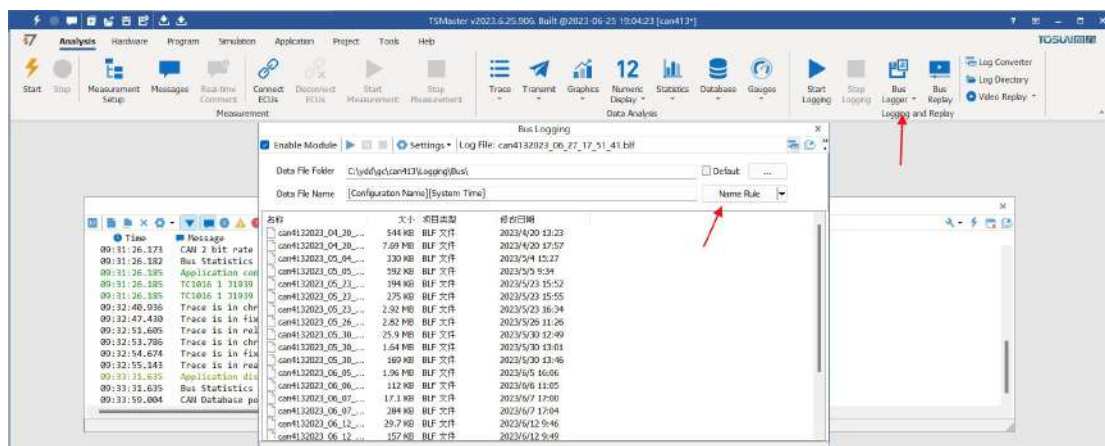 TSMaster v2023.6.25.906. Built @2023-06-25 19:04:23 [can413*]
Analysis Hardware Program Simulation Application Project Tools Help
TOSUN同星
Start Stop Measurement Setup Messages Real-time Comment Connect ECUs Disconnect ECUs Start Measurement Stop Measurement Trace Transmit Graphics Numeric Display Statistics Database Gauges Start Logging Stop Logging Bus Logger Bus Replay
12
Log Converter
Log Directory
Video Replay
Measurement Data Analysis Logging and Replay
Bus Logging
Enable Module Settings Log File: can4132023_06_27_17_51_41.blf
Data File Folder C:\ydd\gc\can413\Logging\Bus\ Default ...
Data File Name [Configuration Name][System Time] Name Rule
名称 大小 项目类型 修改日期
can4132023_04_20_... 544 KB BLF 文件 2023/4/20 13:23
can4132023_04_20_... 7.69 MB BLF 文件 2023/4/20 17:57
can4132023_05_04_... 330 KB BLF 文件 2023/5/4 15:27
can4132023_05_05_... 592 KB BLF 文件 2023/5/5 9:34
can4132023_05_23_... 194 KB BLF 文件 2023/5/23 15:52
can4132023_05_23_... 275 KB BLF 文件 2023/5/23 15:55
can4132023_05_23_... 2.92 MB BLF 文件 2023/5/23 16:34
can4132023_05_26_... 2.82 MB BLF 文件 2023/5/26 11:26
can4132023_05_30_... 25.9 MB BLF 文件 2023/5/30 12:49
can4132023_05_30_... 1.64 MB BLF 文件 2023/5/30 13:01
can4132023_05_30_... 169 KB BLF 文件 2023/5/30 13:46
can4132023_06_05_... 1.96 MB BLF 文件 2023/6/5 16:06
can4132023_06_06_... 112 KB BLF 文件 2023/6/6 11:05
can4132023_06_07_... 17.1 KB BLF 文件 2023/6/7 17:00
can4132023_06_07_... 284 KB BLF 文件 2023/6/7 17:04
can4132023_06_12_... 29.7 KB BLF 文件 2023/6/12 9:46
can4132023_06_12_... 157 KB BLF 文件 2023/6/12 9:49
Time Message
09:31:26.173 CAN 2 bit rate
09:31:26.182 Bus Statistics
09:31:26.185 Application con
09:31:26.185 TC1016 1 J1939
09:31:26.185 TC1016 1 J1939
09:32:40.936 Trace is in chr
09:32:47.430 Trace is in fix
09:32:51.605 Trace is in rel
09:32:53.786 Trace is in chr
09:32:54.674 Trace is in fix
09:32:55.143 Trace is in rea
09:33:31.635 Application dis
09:33:31.635 Bus Statistics
09:33:59.004 CAN Database po